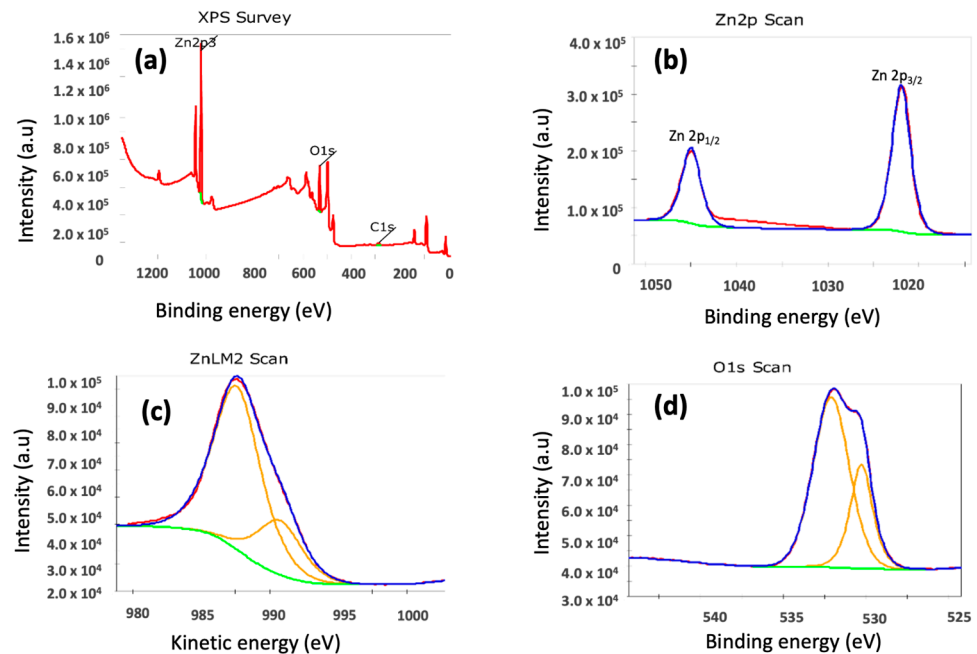 XPS Survey
(a)
Zn2p3
O1s
C1s
1.6 x 10⁶
1.4 x 10⁶
1.2 x 10⁶
1.0 x 10⁶
0.8 x 10⁵
0.6 x 10⁵
0.4 x 10⁵
2.0 x 10⁵
0
Intensity (a.u)
1200 1000 800 600 400 200 0
Binding energy (eV)
Zn2p Scan
(b)
Zn 2p₁/₂
Zn 2p₃/₂
4.0 x 10⁵
3.0 x 10⁵
2.0 x 10⁵
1.0 x 10⁵
0
Intensity (a.u)
1050 1040 1030 1020
Binding energy (eV)
ZnLM2 Scan
(c)
1.0 x 10⁵
9.0 x 10⁴
8.0 x 10⁴
7.0 x 10⁴
6.0 x 10⁴
5.0 x 10⁴
4.0 x 10⁴
3.0 x 10⁴
2.0 x 10⁴
Intensity (a.u)
980 985 990 995 1000
Kinetic energy (eV)
O1s Scan
(d)
1.0 x 10⁵
9.0 x 10⁴
8.0 x 10⁴
7.0 x 10⁴
6.0 x 10⁴
5.0 x 10⁴
4.0 x 10⁴
3.0 x 10⁴
Intensity (a.u)
540 535 530 525
Binding energy (eV)